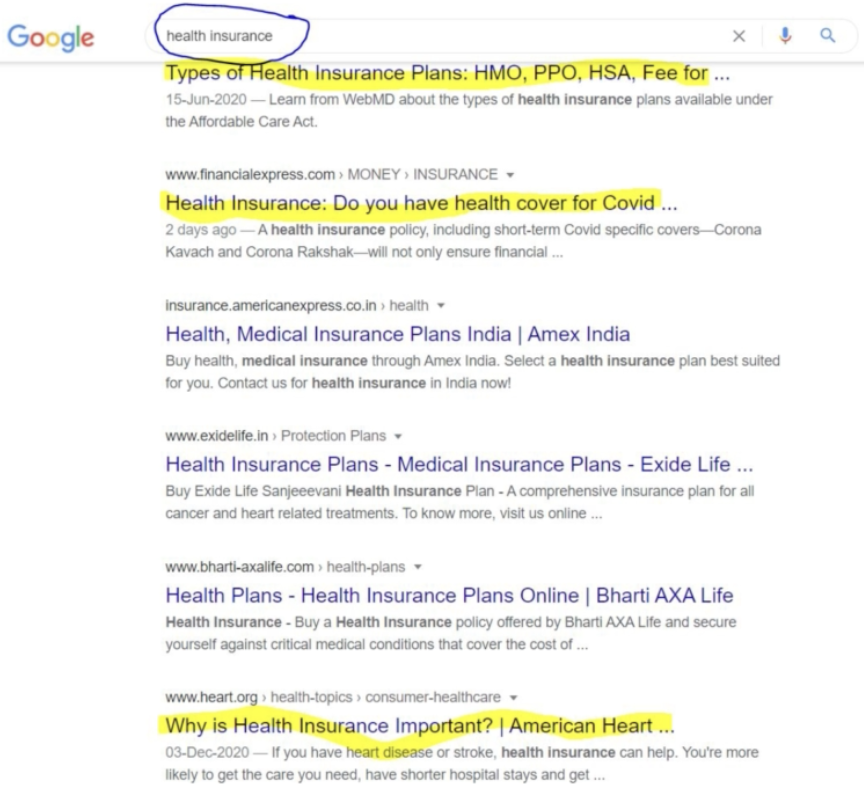 Google
health insurance
Types of Health Insurance Plans: HMO, PPO, HSA, Fee for ...
15-Jun-2020 — Learn from WebMD about the types of health insurance plans available under
the Affordable Care Act.
www.financialexpress.com › MONEY › INSURANCE
Health Insurance: Do you have health cover for Covid ...
2 days ago — A health insurance policy, including short-term Covid specific covers—Corona
Kavach and Corona Rakshak—will not only ensure financial ...
insurance.americanexpress.co.in › health
Health, Medical Insurance Plans India | Amex India
Buy health, medical insurance through Amex India. Select a health insurance plan best suited
for you. Contact us for health insurance in India now!
www.exidelife.in › Protection Plans
Health Insurance Plans - Medical Insurance Plans - Exide Life ...
Buy Exide Life Sanjeeevani Health Insurance Plan - A comprehensive insurance plan for all
cancer and heart related treatments. To know more, visit us online ...
www.bharti-axalife.com › health-plans
Health Plans - Health Insurance Plans Online | Bharti AXA Life
Health Insurance - Buy a Health Insurance policy offered by Bharti AXA Life and secure
yourself against critical medical conditions that cover the cost of ...
www.heart.org › health-topics › consumer-healthcare
Why is Health Insurance Important? | American Heart ...
03-Dec-2020 — If you have heart disease or stroke, health insurance can help. You're more
likely to get the care you need, have shorter hospital stays and get ...